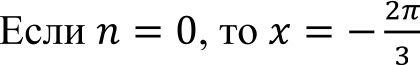 Если n = 0, то x = −2π/3